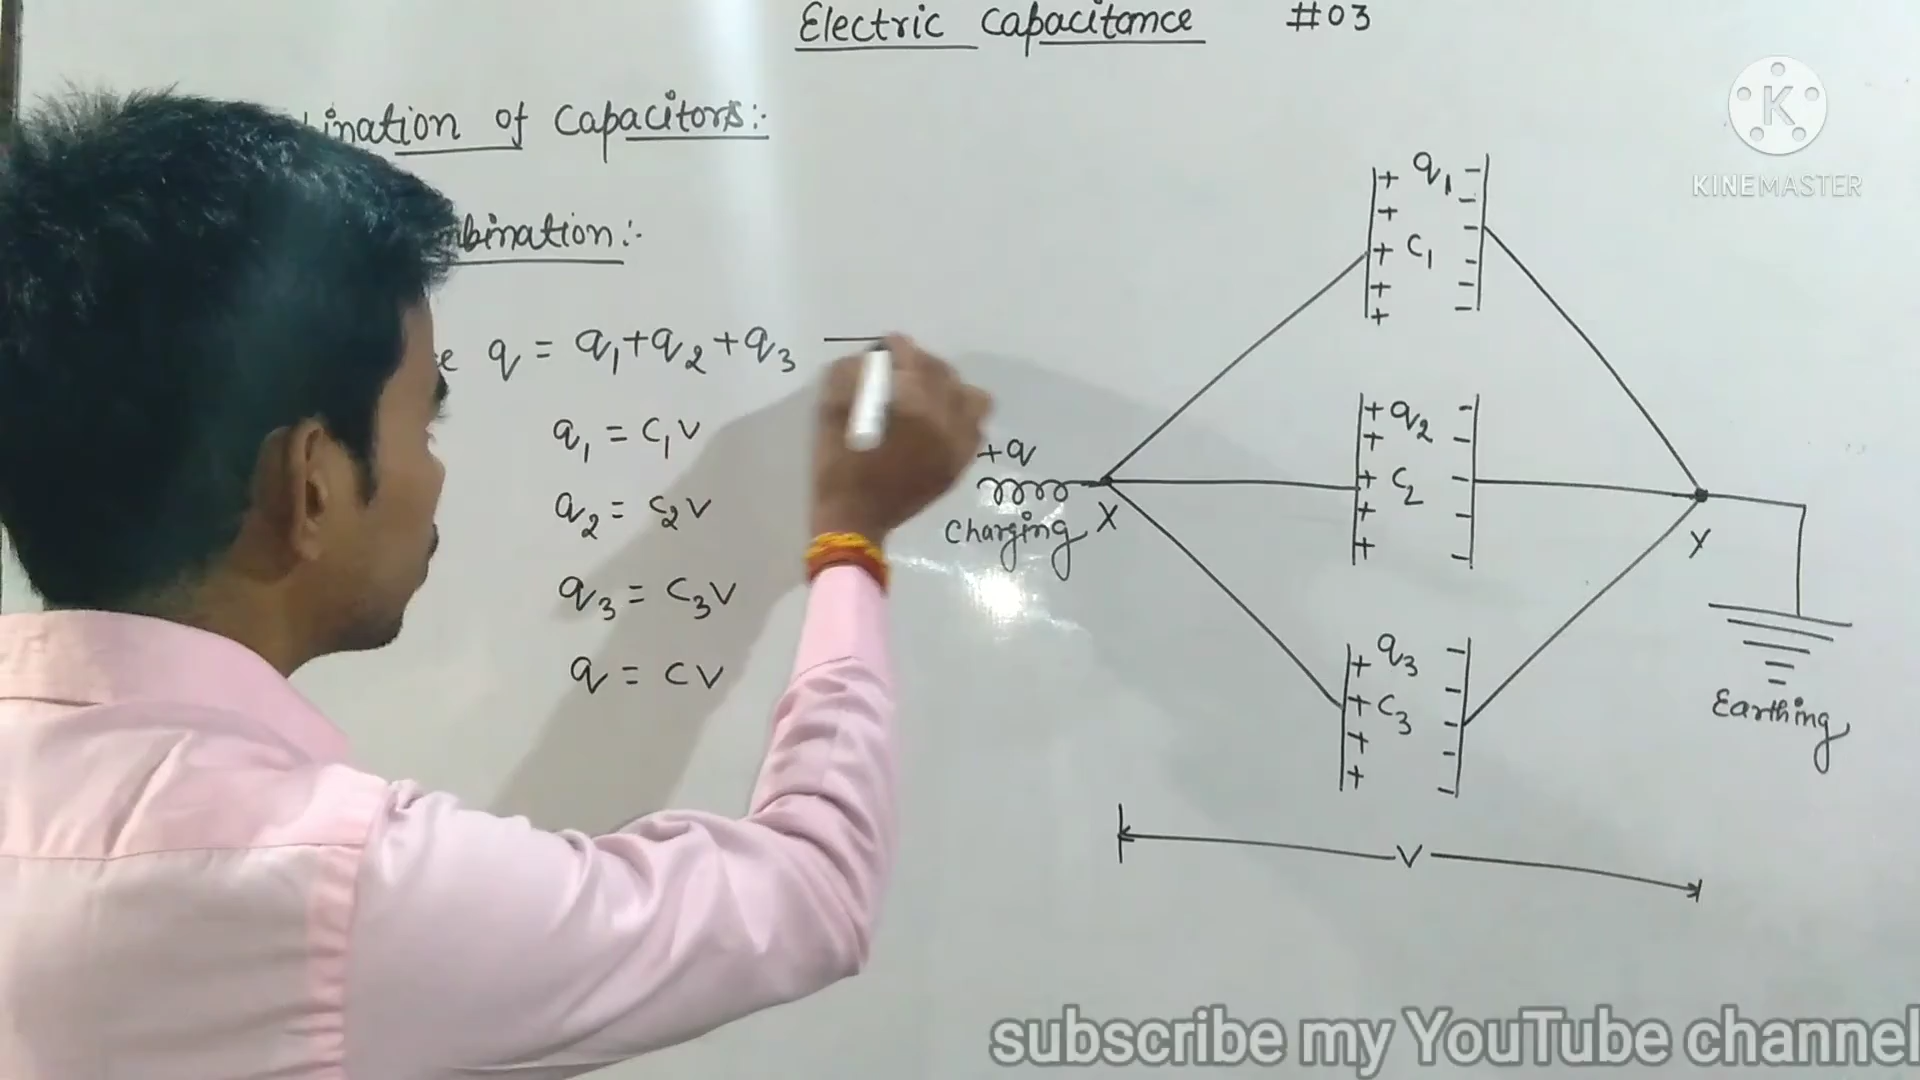 Electric Capacitance #03
of Capacitors:-
q = q₁+q₂+q₃ —
q₁ = C₁V
q₂ = C₂V
q₃ = C₃V
q = CV
+q
Charging
X
+ q₁ -
+ -
+ C₁ -
+ -
+ -
+ -
+ q₂ -
+ -
+ C₂
+ -
+ -
+ q₃ -
+ C₃ -
+ -
+ -
-
Y
Earthing
V
KINEMASTER
subscribe my YouTube channel